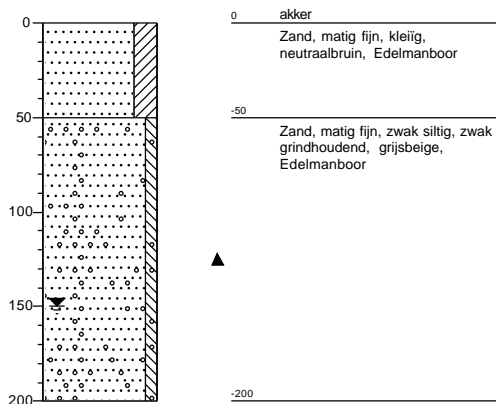 0
50
100
150
200
0
akker
Zand, matig fijn, kleiïg,
neutraalbruin, Edelmanboor
-50
Zand, matig fijn, zwak siltig, zwak
grindhoudend, grijsbeige,
Edelmanboor
-200